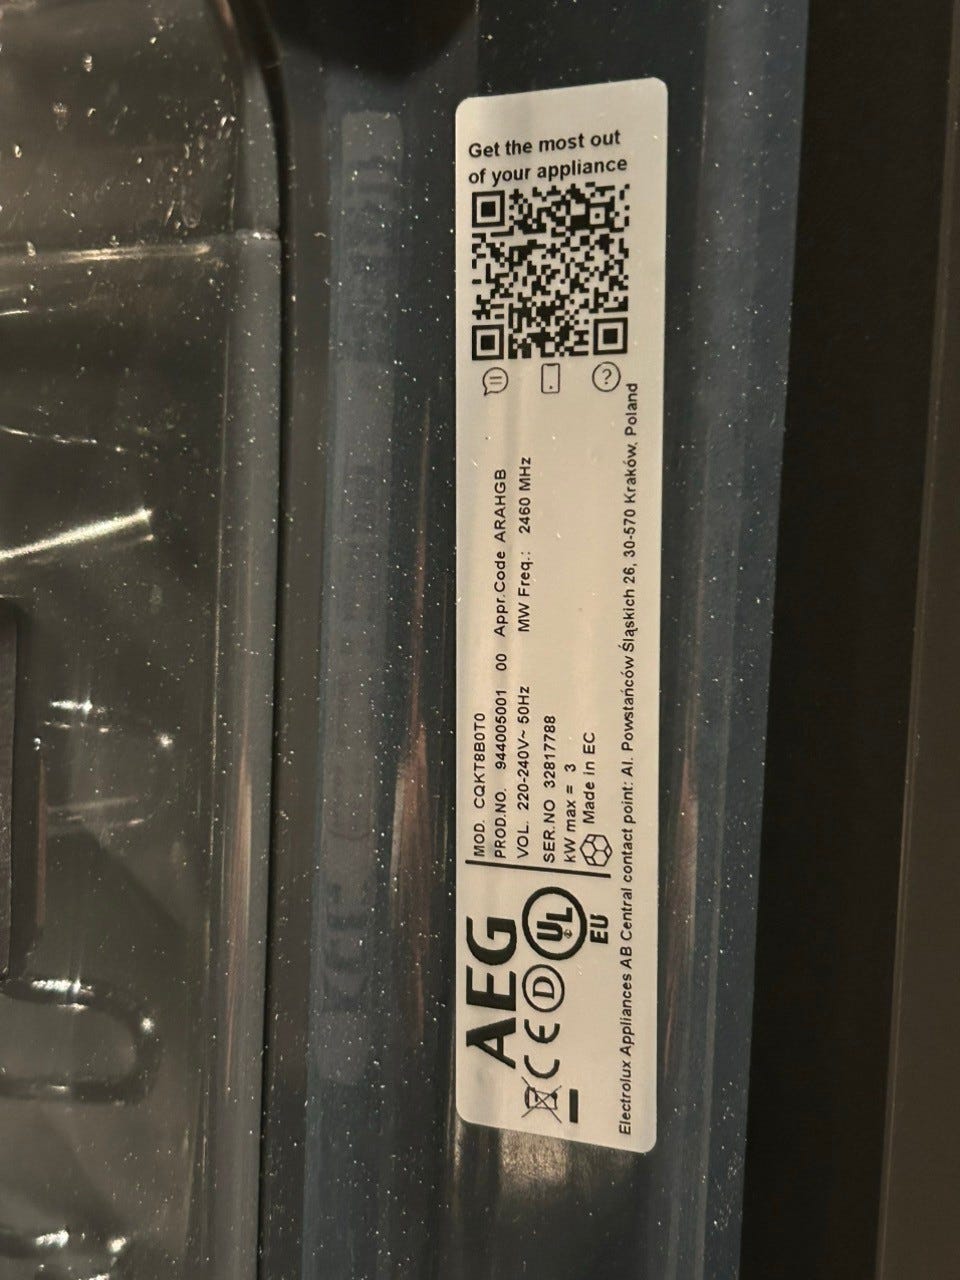 AEG
CE D UL
EU
MOD. CQKT8B0T0
PROD.NO. 944005001 00 Appr.Code ARAHGB
VOL. 220-240V~ 50Hz MW Freq.: 2460 MHz
SER.NO 32817788
kW max = 3
Made in EC
Electrolux Appliances AB Central contact point: Al. Powstańców Śląskich 26, 30-570 Kraków, Poland
Get the most out
of your appliance
?